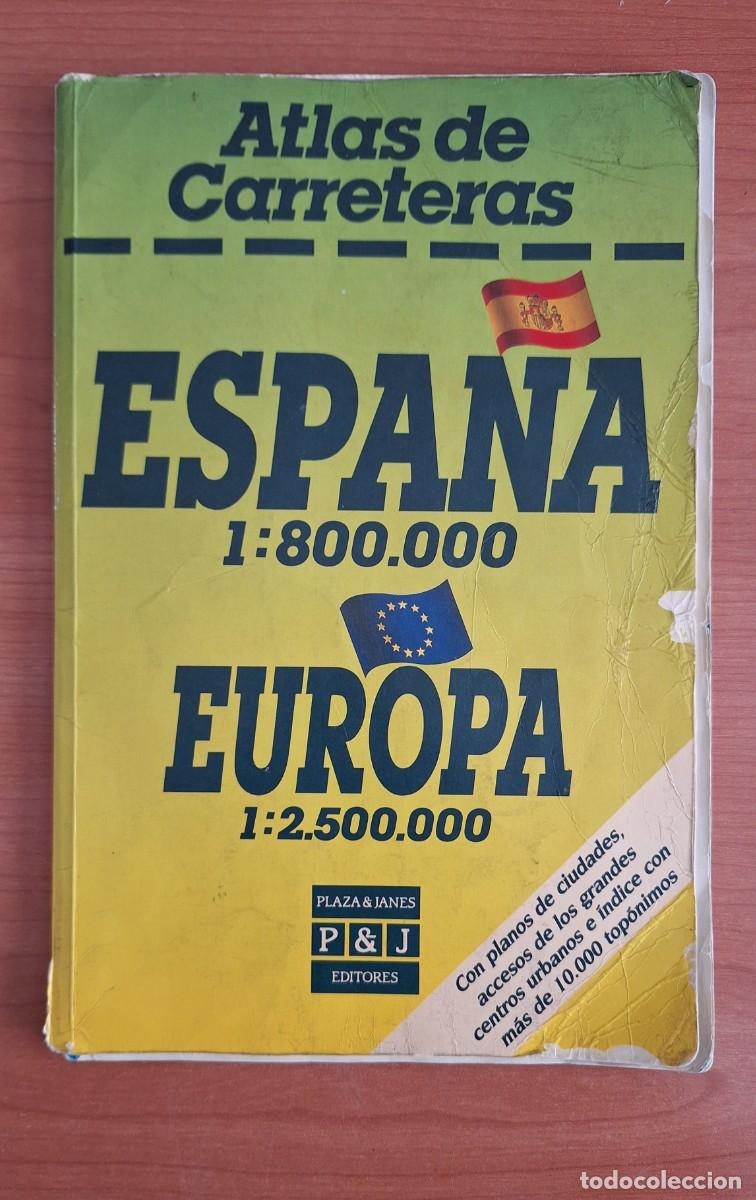 Atlas de
Carreteras
ESPAÑA
1:800.000
EUROPA
1:2.500.000
PLAZA & JANES
P & J
EDITORES
Con planos de ciudades,
accesos de los grandes
centros urbanos e índice con
más de 10.000 topónimos
todocoleccion